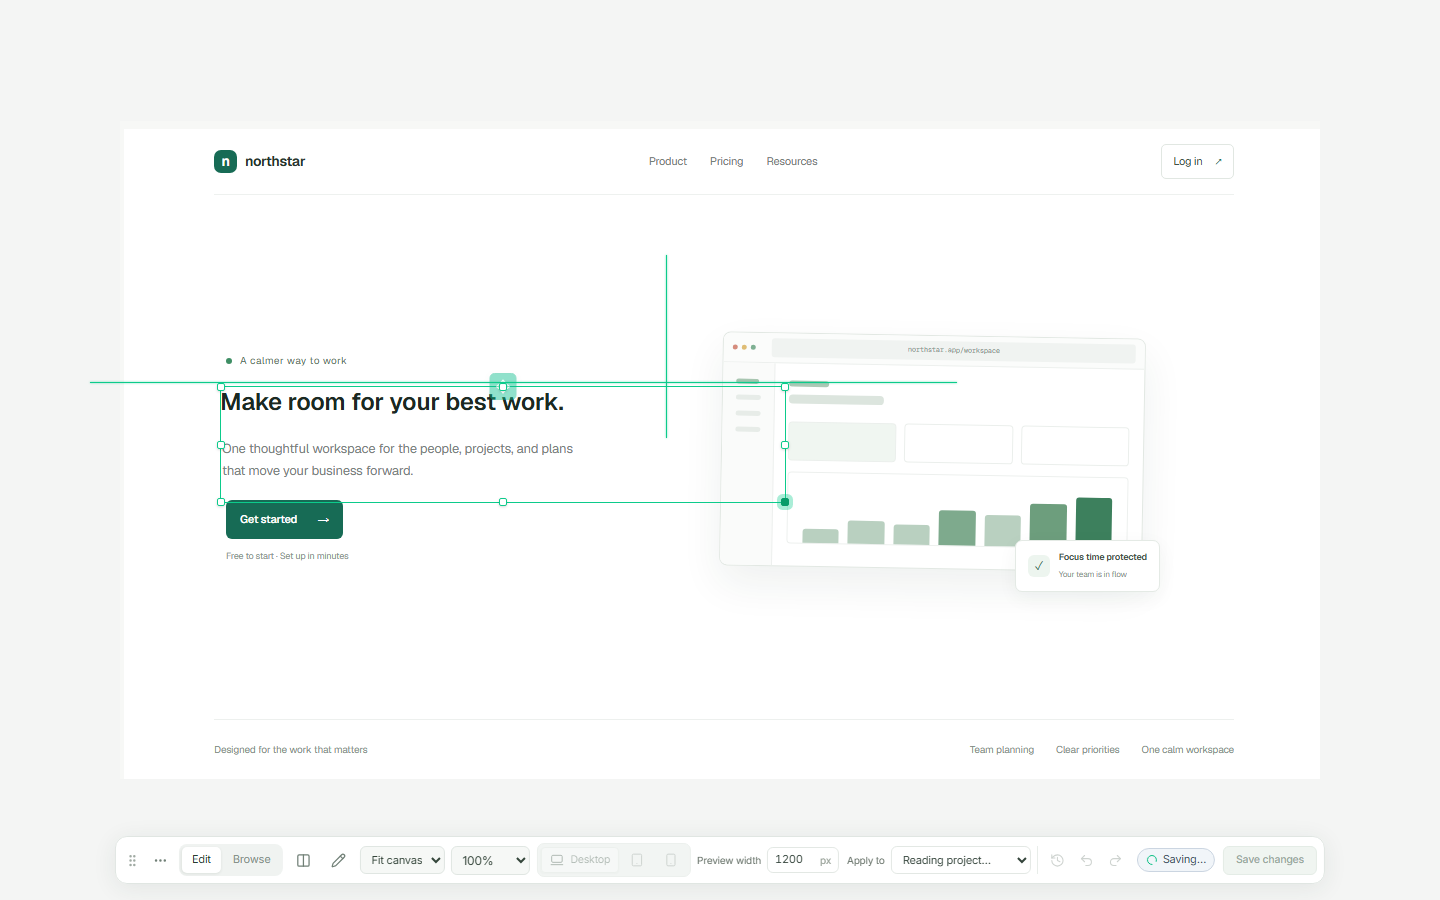 n northstar
Product Pricing Resources
Log in ↗
A calmer way to work
northstar.app/workspace
Make room for your best work.
One thoughtful workspace for the people, projects, and plans
that move your business forward.
Get started →
Free to start · Set up in minutes
✓ Focus time protected
Your team is in flow
Designed for the work that matters
Team planning Clear priorities One calm workspace
Edit Browse Fit canvas 100% Desktop Preview width 1200 px Apply to Reading project... Saving... Save changes